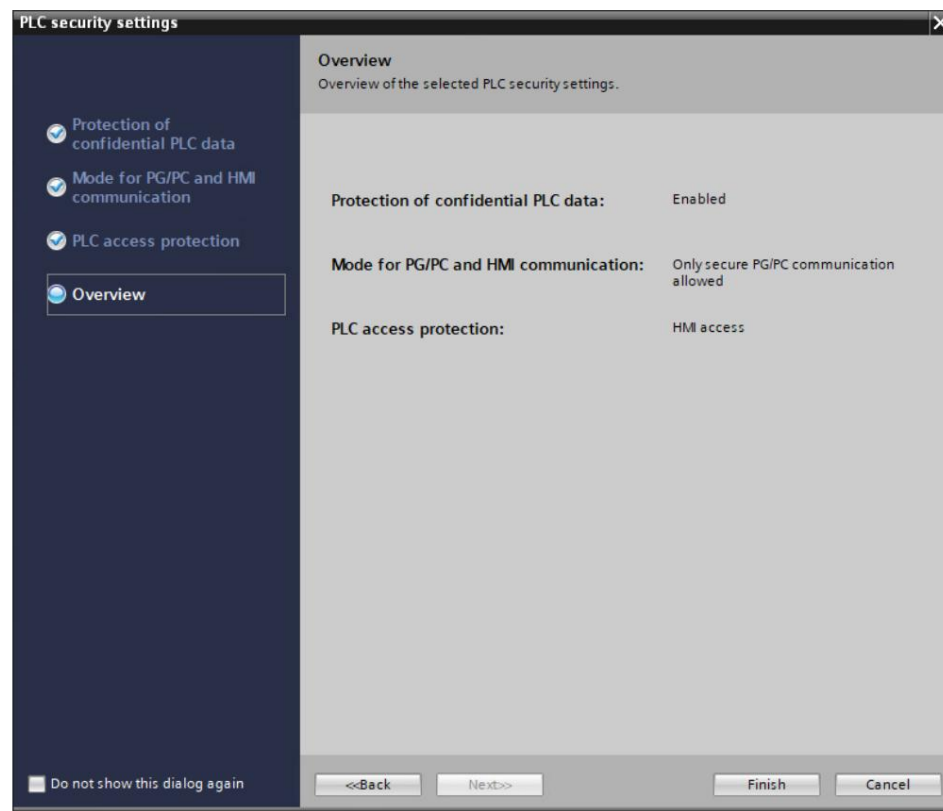 PLC security settings
Overview
Overview of the selected PLC security settings.
Protection of
confidential PLC data
Mode for PG/PC and HMI
communication
PLC access protection
Overview
Protection of confidential PLC data: Enabled
Mode for PG/PC and HMI communication: Only secure PG/PC communication
allowed
PLC access protection: HMI access
Do not show this dialog again
<<Back
Next>>
Finish
Cancel